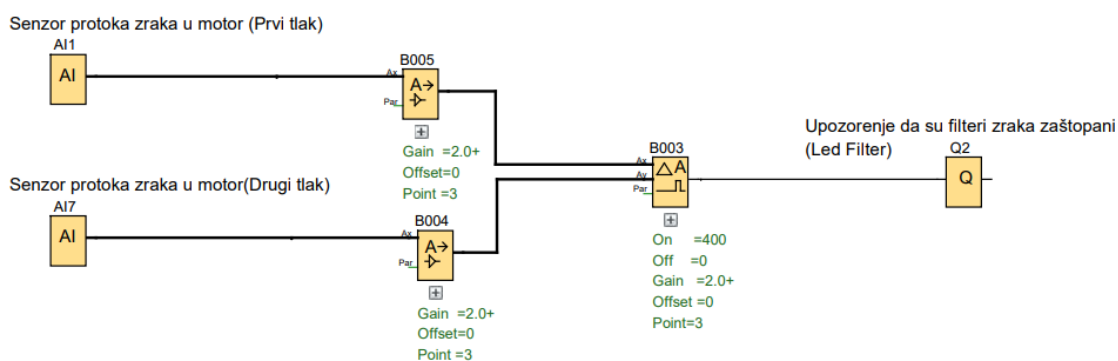 Senzor protoka zraka u motor (Prvi tlak)
AI1
AI
B005
Ax
A→
Par
Gain =2.0+
Offset=0
Point =3
Senzor protoka zraka u motor(Drugi tlak)
AI7
AI
B004
Ax
A→
Par
Gain =2.0+
Offset=0
Point =3
B003
Ax
Ay
Par
△A
On =400
Off =0
Gain =2.0+
Offset =0
Point=3
Upozorenje da su filteri zraka zaštopani
(Led Filter)
Q2
Q